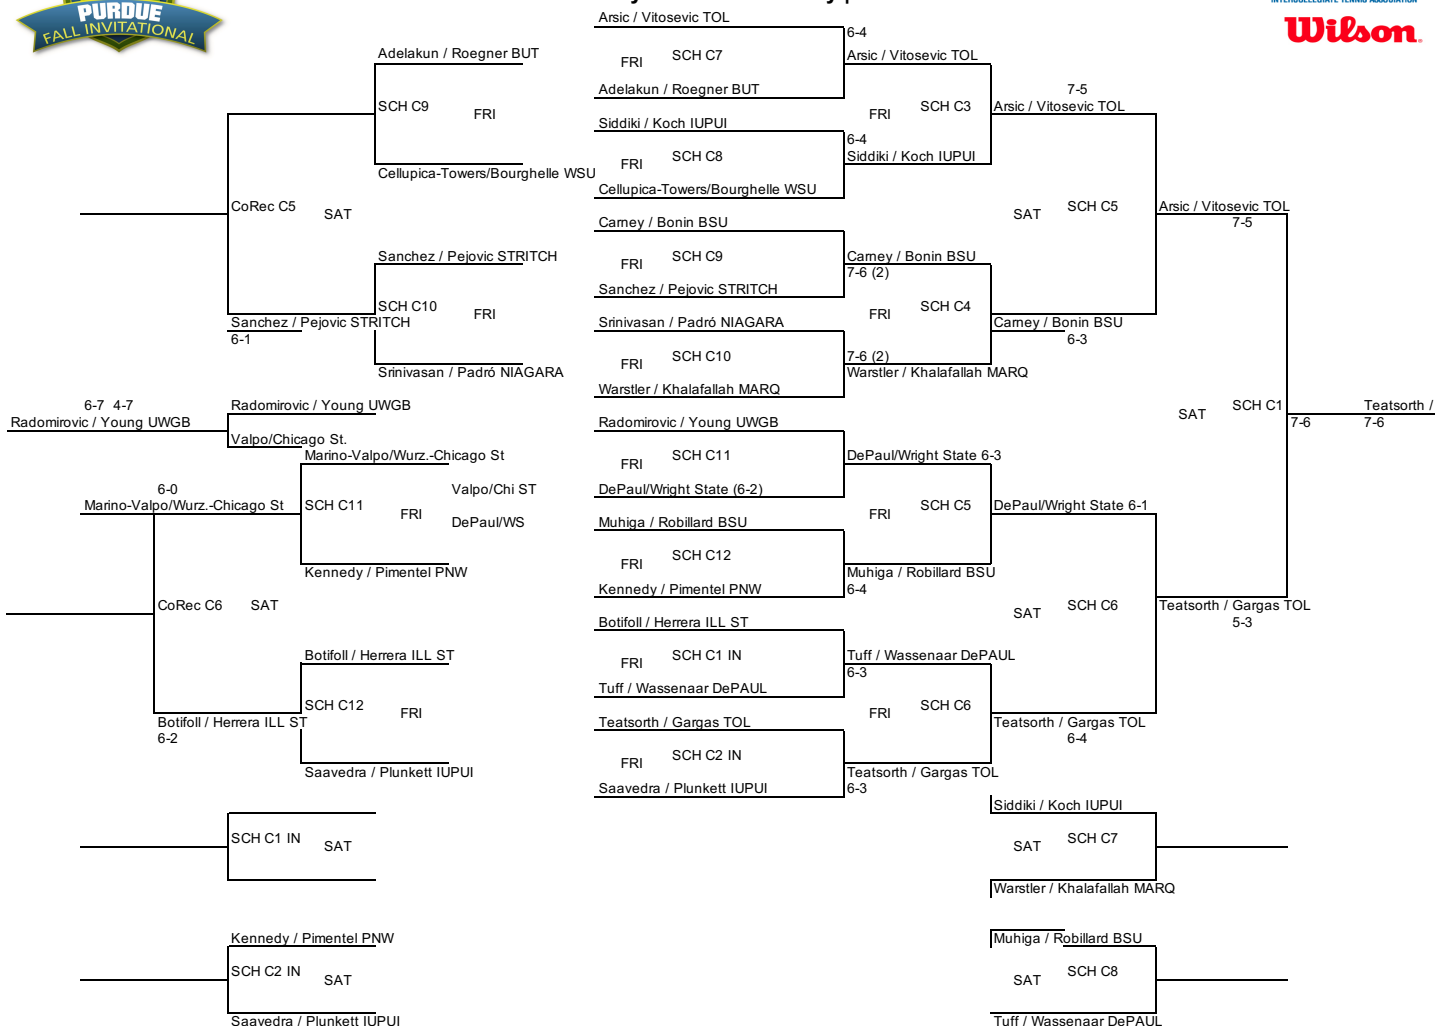 PURDUE
FALL INVITATIONAL
Wilson
Arsic / Vitosevic TOL
6-4
Adelakun / Roegner BUT
FRI
SCH C7
Arsic / Vitosevic TOL
Adelakun / Roegner BUT
7-5
SCH C9
FRI
FRI
SCH C3
Arsic / Vitosevic TOL
Siddiki / Koch IUPUI
6-4
FRI
SCH C8
Siddiki / Koch IUPUI
Cellupica-Towers/Bourghelle WSU
Cellupica-Towers/Bourghelle WSU
CoRec C5
SAT
SAT
SCH C5
Arsic / Vitosevic TOL
7-5
Carney / Bonin BSU
Sanchez / Pejovic STRITCH
FRI
SCH C9
Carney / Bonin BSU
7-6 (2)
Sanchez / Pejovic STRITCH
SCH C10
FRI
FRI
SCH C4
Sanchez / Pejovic STRITCH
6-1
Srinivasan / Padró NIAGARA
Carney / Bonin BSU
6-3
FRI
SCH C10
7-6 (2)
Srinivasan / Padró NIAGARA
Warstler / Khalafallah MARQ
Warstler / Khalafallah MARQ
6-7 4-7
Radomirovic / Young UWGB
Radomirovic / Young UWGB
SAT
SCH C1
7-6
Teatsorth /
7-6
Valpo/Chicago St.
Radomirovic / Young UWGB
Marino-Valpo/Wurz.-Chicago St
FRI
SCH C11
DePaul/Wright State 6-3
6-0
Valpo/Chi ST
DePaul/Wright State (6-2)
Marino-Valpo/Wurz.-Chicago St
SCH C11
FRI
DePaul/WS
FRI
SCH C5
DePaul/Wright State 6-1
Muhiga / Robillard BSU
Kennedy / Pimentel PNW
FRI
SCH C12
Muhiga / Robillard BSU
6-4
Kennedy / Pimentel PNW
CoRec C6
SAT
SAT
SCH C6
Teatsorth / Gargas TOL
5-3
Botifoll / Herrera ILL ST
Botifoll / Herrera ILL ST
FRI
SCH C1 IN
Tuff / Wassenaar DePAUL
6-3
Tuff / Wassenaar DePAUL
SCH C12
FRI
FRI
SCH C6
Botifoll / Herrera ILL ST
6-2
Teatsorth / Gargas TOL
Teatsorth / Gargas TOL
6-4
FRI
SCH C2 IN
Saavedra / Plunkett IUPUI
Teatsorth / Gargas TOL
6-3
Saavedra / Plunkett IUPUI
Siddiki / Koch IUPUI
SCH C1 IN
SAT
SAT
SCH C7
Warstler / Khalafallah MARQ
Kennedy / Pimentel PNW
Muhiga / Robillard BSU
SCH C2 IN
SAT
SAT
SCH C8
Saavedra / Plunkett IUPUI
Tuff / Wassenaar DePAUL